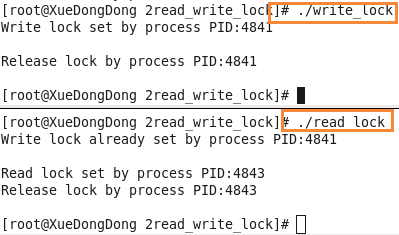 [root@XueDongDong 2read_write_lock]# ./write_lock
Write lock set by process PID:4841
Release lock by process PID:4841
[root@XueDongDong 2read_write_lock]#
[root@XueDongDong 2read_write_lock]# ./read lock
Write lock already set by process PID:4841
Read lock set by process PID:4843
Release lock by process PID:4843
[root@XueDongDong 2read_write_lock]#